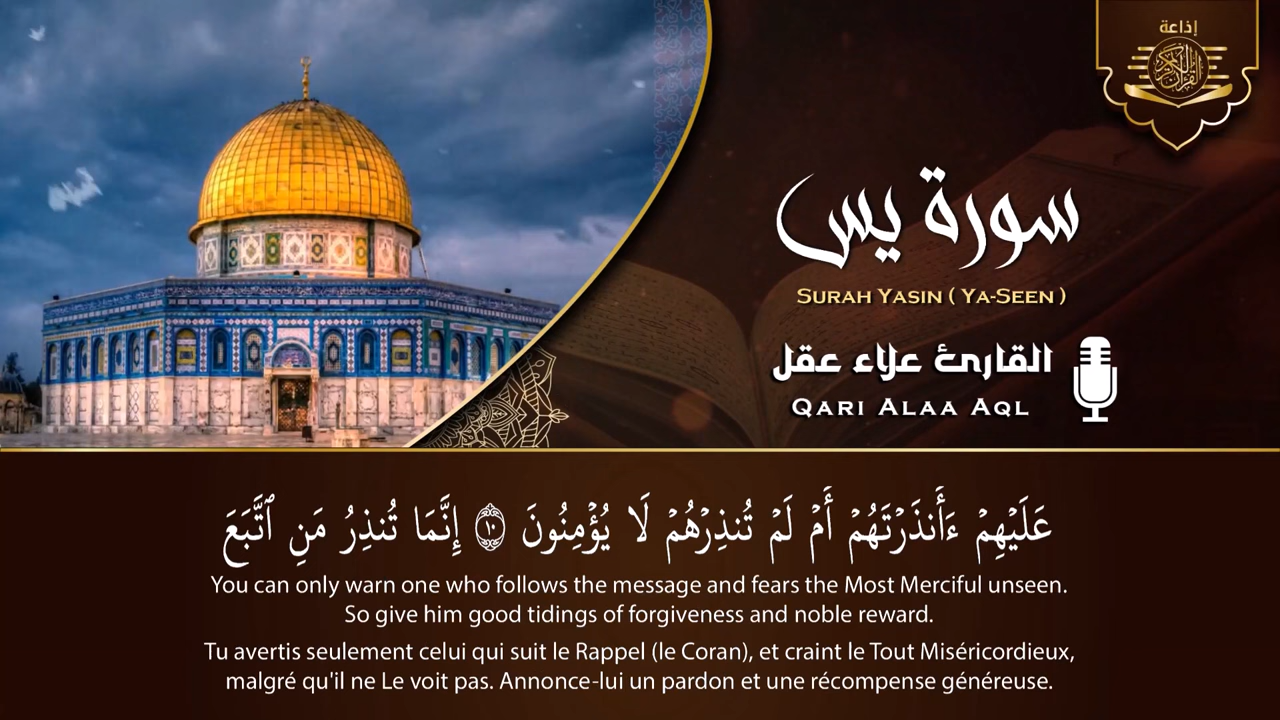 إذاعة
القرآن الكريم
سورة يس
SURAH YASIN ( YA-SEEN )
القارئ علاء عقل
QARI ALAA AQL
عَلَيْهِمْ ءَأَنذَرْتَهُمْ أَمْ لَمْ تُنذِرْهُمْ لَا يُؤْمِنُونَ ١٠ إِنَّمَا تُنذِرُ مَنِ ٱتَّبَعَ
You can only warn one who follows the message and fears the Most Merciful unseen.
So give him good tidings of forgiveness and noble reward.
Tu avertis seulement celui qui suit le Rappel (le Coran), et craint le Tout Miséricordieux,
malgré qu'il ne Le voit pas. Annonce-lui un pardon et une récompense généreuse.